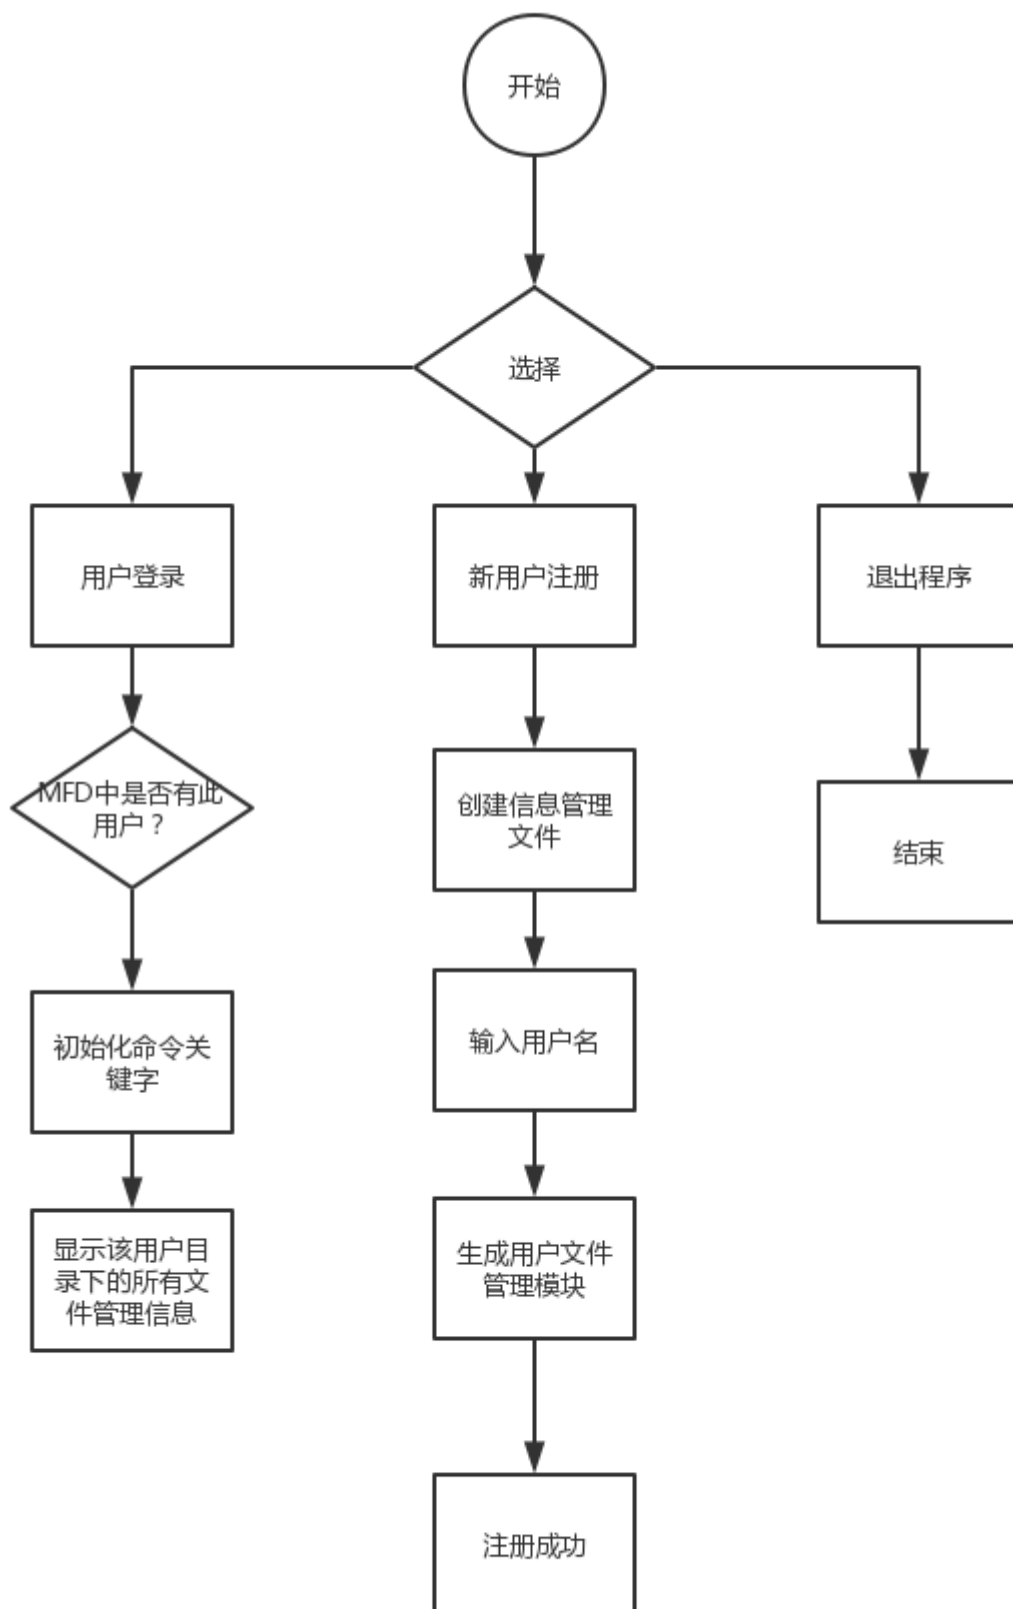 开始
选择
用户登录
新用户注册
退出程序
MFD中是否有此
用户？
创建信息管理
文件
结束
初始化命令关
键字
输入用户名
显示该用户目
录下的所有文
件管理信息
生成用户文件
管理模块
注册成功